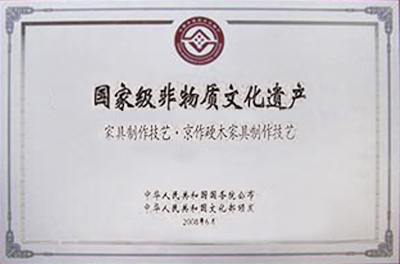 国家级非物质文化遗产
家具制作技艺·京作硬木家具制作技艺
中华人民共和国国务院公布
中华人民共和国文化部颁发
2008年6月